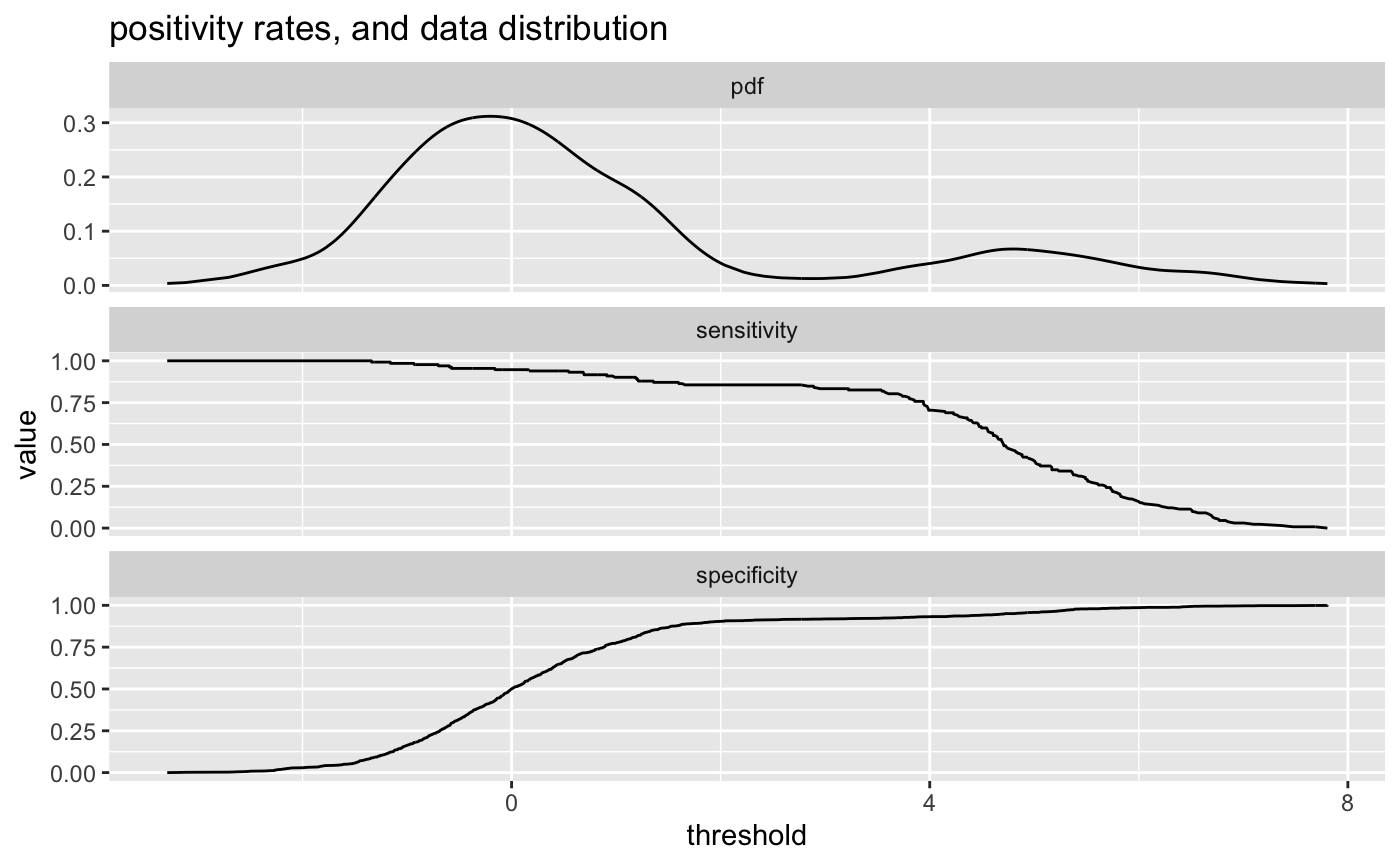 positivity rates, and data distribution
pdf
0.3
0.2
0.1
0.0
sensitivity
1.00
0.75
0.50
0.25
0.00
value
specificity
1.00
0.75
0.50
0.25
0.00
0 4 8
threshold